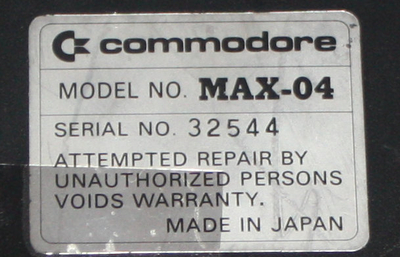 commodore
MODEL NO. MAX-04
SERIAL NO. 32544
ATTEMPTED REPAIR BY
UNAUTHORIZED PERSONS
VOIDS WARRANTY.
MADE IN JAPAN